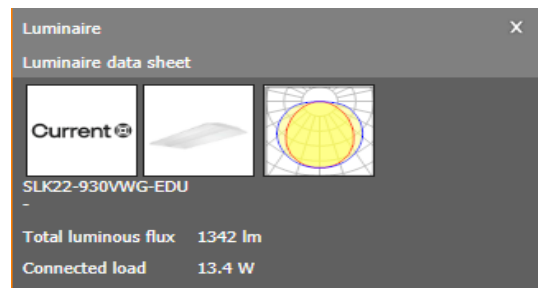 Luminaire
Luminaire data sheet
Current
SLK22-930VWG-EDU
-
Total luminous flux 1342 lm
Connected load 13.4 W